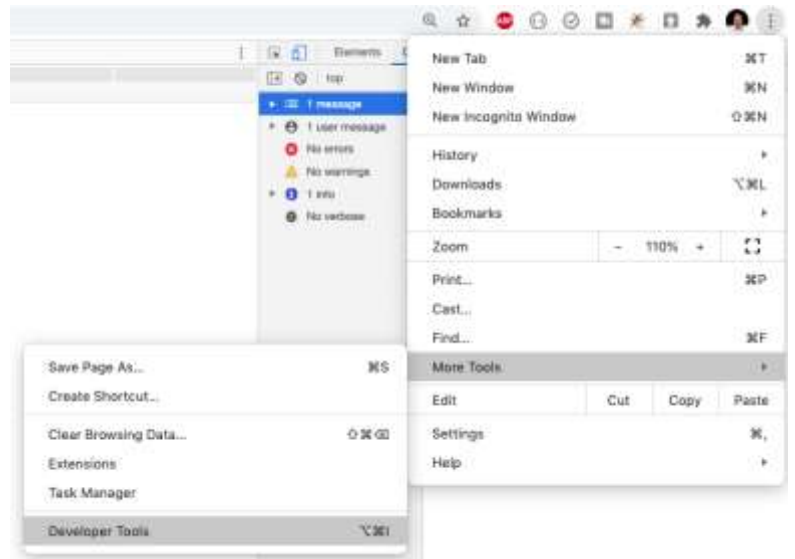 ABP
Elements
top
1 message
1 user message
No errors
No warnings
1 info
No verbose
New Tab ⌘T
New Window ⌘N
New Incognito Window ⇧⌘N
History
Downloads ⌥⌘L
Bookmarks
Zoom - 110% +
Print... ⌘P
Cast...
Find... ⌘F
More Tools
Edit Cut Copy Paste
Settings ⌘,
Help
Save Page As... ⌘S
Create Shortcut...
Clear Browsing Data... ⇧⌘⌫
Extensions
Task Manager
Developer Tools ⌥⌘I